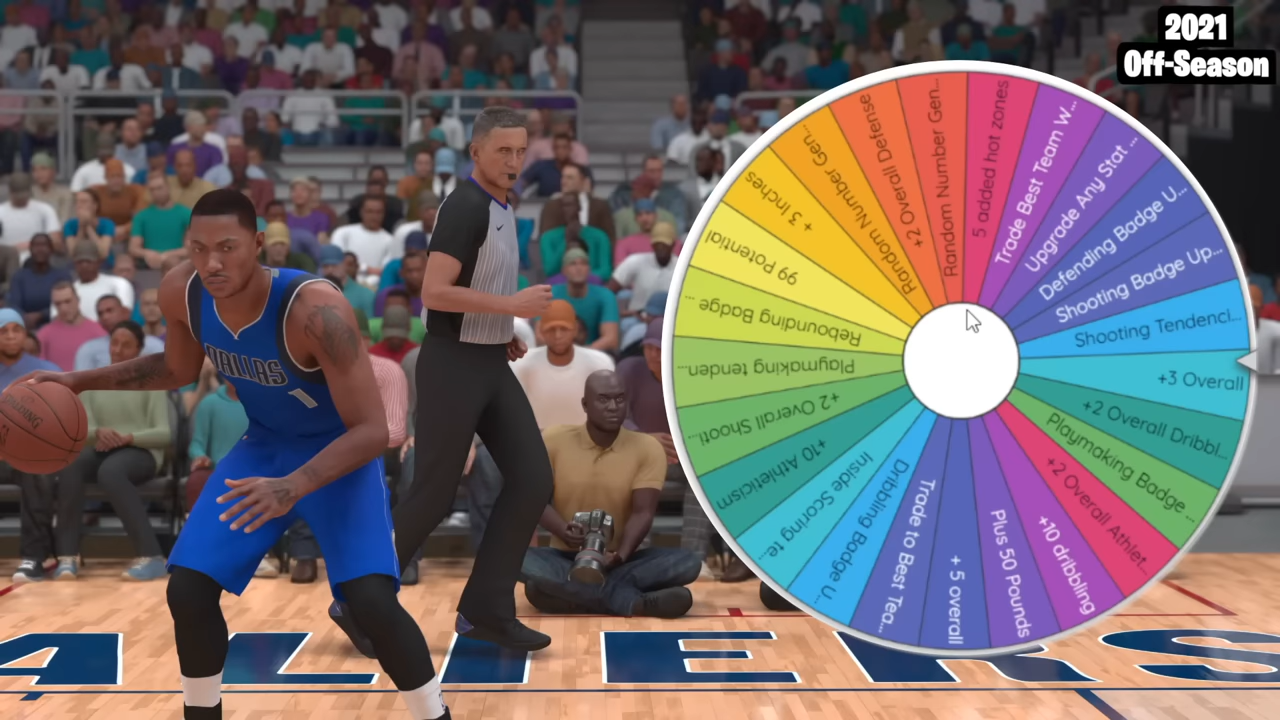 2021
Off-Season
5 added hot zones
Trade Best Team W...
Upgrade Any Stat ...
Defending Badge U...
Shooting Badge Up...
Shooting Tendenci...
+3 Overall
+2 Overall Dribbl...
Playmaking Badge ...
+2 Overall Athlet...
+10 dribbling
Plus 50 Pounds
+ 5 overall
Trade to Best Tea...
Dribbling Badge U...
Inside Scoring te...
+10 Athleticism
+2 Overall Shooti...
Playmaking tenden...
Rebounding Badge ...
99 Potential
+ 3 Inches
Random Number Gen...
+2 Overall Defense
Random Number Gen...
DALLAS
1
SPALDING
ALIERS